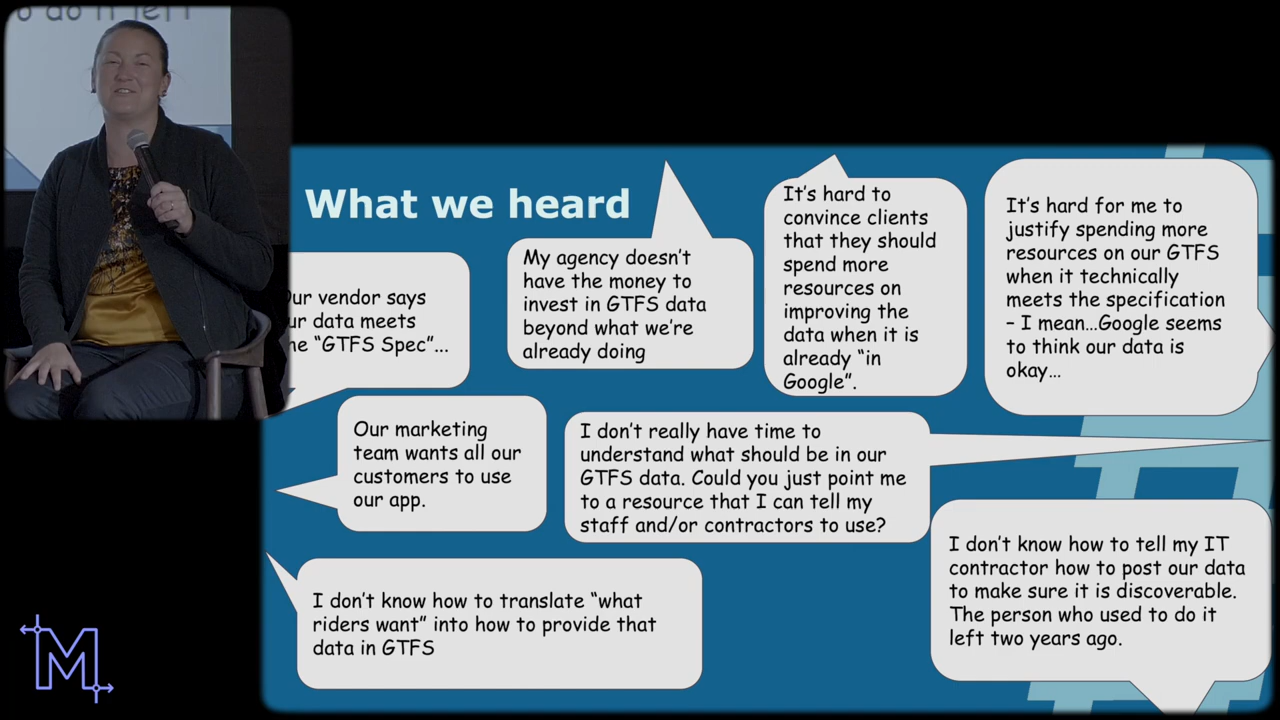 o do it left
What we heard
ur vendor says
ur data meets
he “GTFS Spec”...
My agency doesn’t
have the money to
invest in GTFS data
beyond what we’re
already doing
It’s hard to
convince clients
that they should
spend more
resources on
improving the
data when it is
already “in
Google”.
It’s hard for me to
justify spending more
resources on our GTFS
when it technically
meets the specification
– I mean...Google seems
to think our data is
okay...
Our marketing
team wants all our
customers to use
our app.
I don’t really have time to
understand what should be in our
GTFS data. Could you just point me
to a resource that I can tell my
staff and/or contractors to use?
I don’t know how to translate “what
riders want” into how to provide that
data in GTFS
I don’t know how to tell my IT
contractor how to post our data
to make sure it is discoverable.
The person who used to do it
left two years ago.
M